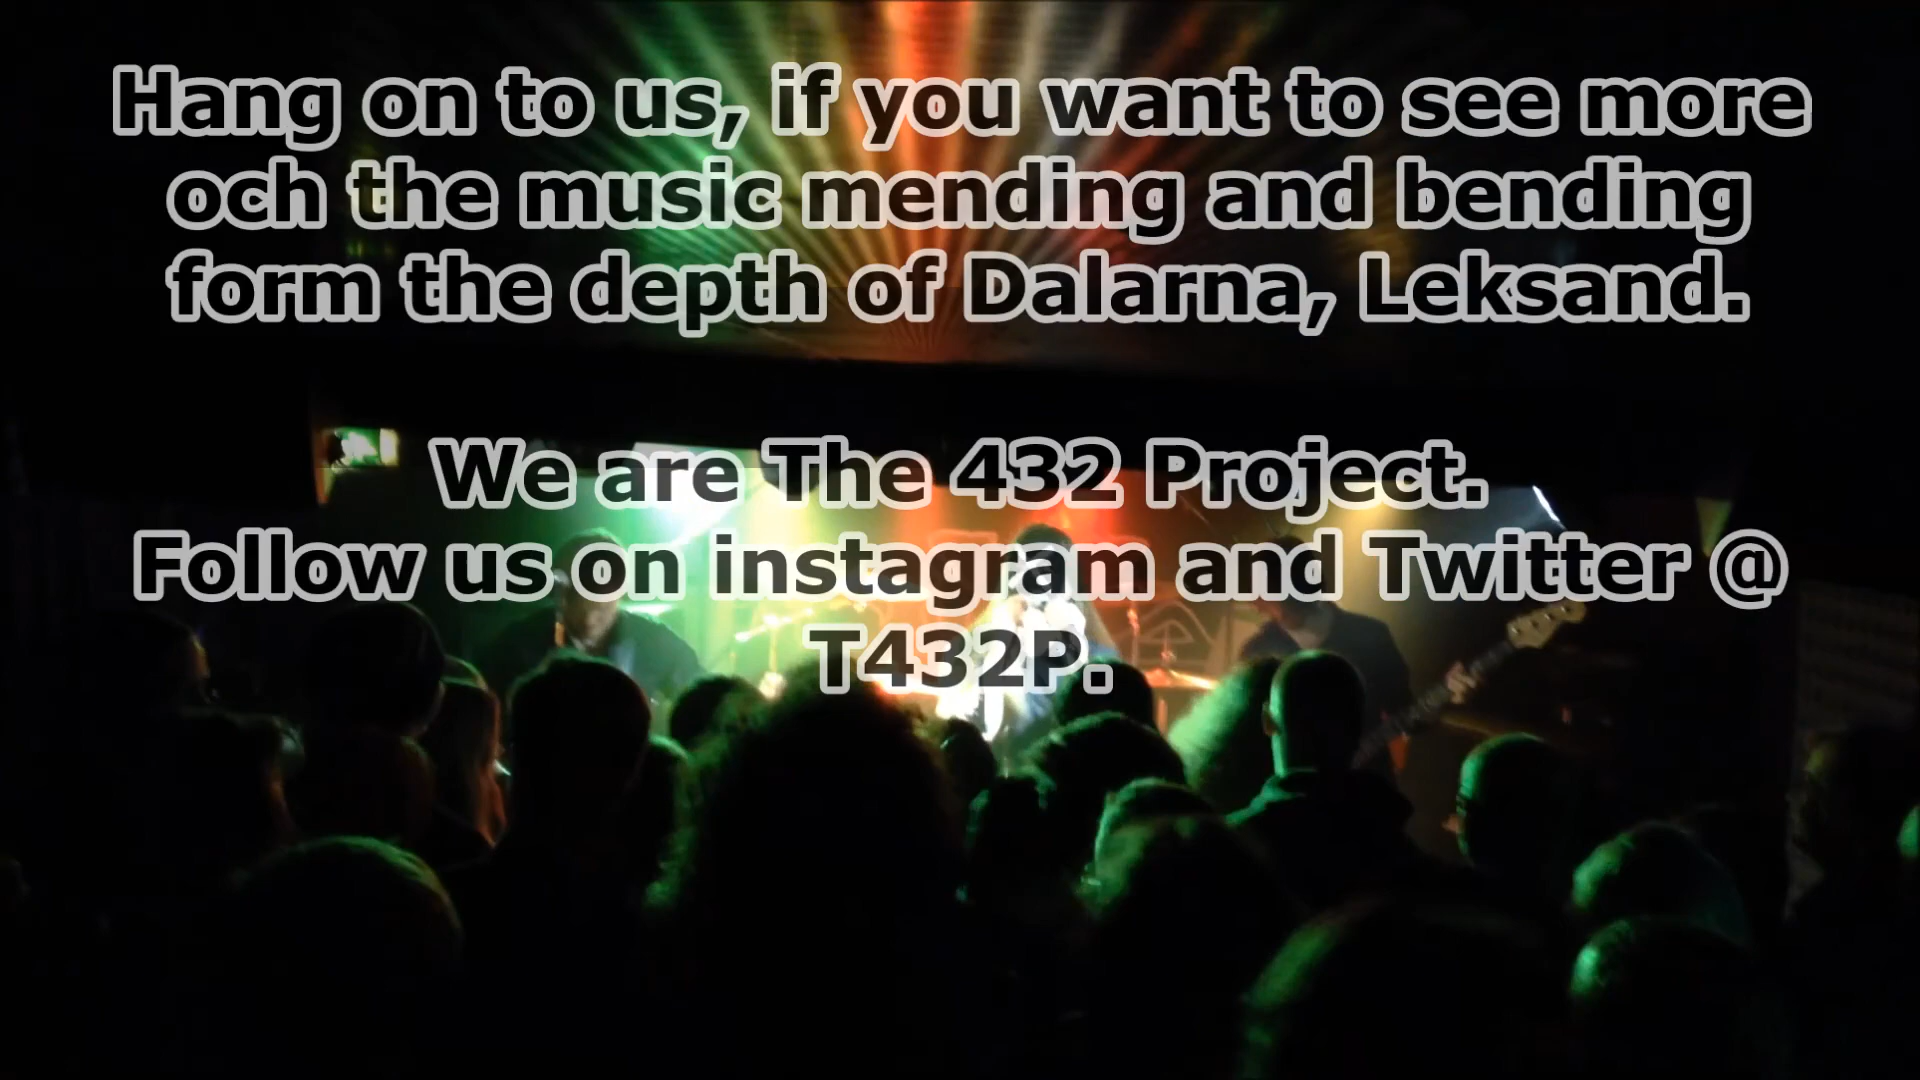 Hang on to us, if you want to see more
och the music mending and bending
form the depth of Dalarna, Leksand.
We are The 432 Project.
Follow us on instagram and Twitter @
T432P.